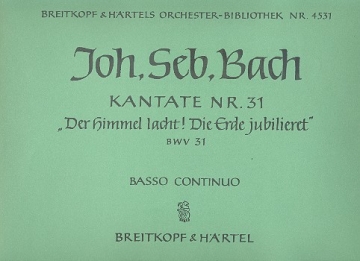 BREITKOPF & HÄRTELS ORCHESTER-BIBLIOTHEK NR. 4531
Joh. Seb. Bach
KANTATE NR. 31
„Der Himmel lacht! Die Erde jubilieret"
BWV 31
BASSO CONTINUO
BREITKOPF & HÄRTEL